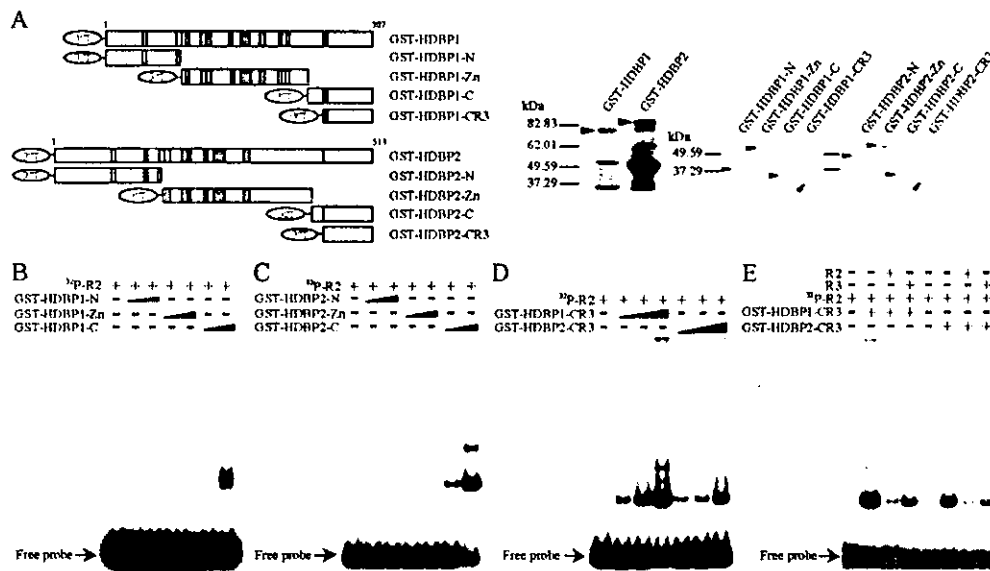 A
1
GST-HDBP1
GST-HDBP1-N
GST-HDBP1-Zn
GST-HDBP1-C
GST-HDBP1-CR3
1
GST-HDBP2
GST-HDBP2-N
GST-HDBP2-Zn
GST-HDBP2-C
GST-HDBP2-CR3
GST-HDBP1
GST-HDBP2
kDa
82.83
62.01
49.59
37.29
GST-HDBP1-N
GST-HDBP1-Zn
GST-HDBP1-C
GST-HDBP1-CR3
GST-HDBP2-N
GST-HDBP2-Zn
GST-HDBP2-C
GST-HDBP2-CR3
kDa
49.59
37.29
B
³²P-R2 + + + + + + +
GST-HDBP1-N
GST-HDBP1-Zn
GST-HDBP1-C
Free probe
C
³²P-R2 + + + + + + +
GST-HDBP2-N
GST-HDBP2-Zn
GST-HDBP2-C
Free probe
D
³²P-R2 + + + + + + +
GST-HDBP1-CR3
GST-HDBP2-CR3
Free probe
E
R2 - - + - - - + -
R3 - - - + - - - +
³²P-R2 + + + + + + + +
GST-HDBP1-CR3 - + + + - - - -
GST-HDBP2-CR3 - - - - - + + +
Free probe